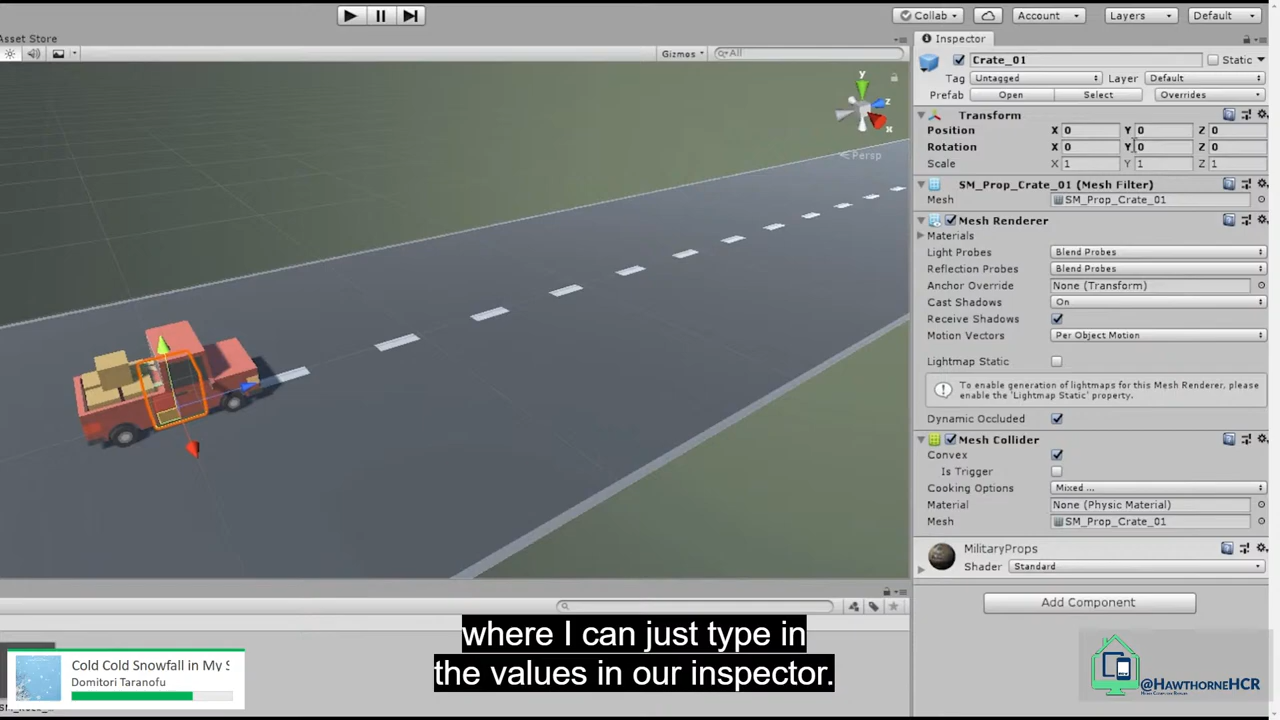 Collab
Account
Layers
Default
Asset Store
Inspector
Gizmos
All
Crate_01
Static
Tag Untagged Layer Default
Prefab Open Select Overrides
y
z
x
Persp
Transform
Position X 0 Y 0 Z 0
Rotation X 0 Y 0 Z 0
Scale X 1 Y 1 Z 1
SM_Prop_Crate_01 (Mesh Filter)
Mesh SM_Prop_Crate_01
Mesh Renderer
Materials
Light Probes Blend Probes
Reflection Probes Blend Probes
Anchor Override None (Transform)
Cast Shadows On
Receive Shadows
Motion Vectors Per Object Motion
Lightmap Static
To enable generation of lightmaps for this Mesh Renderer, please
enable the 'Lightmap Static' property.
Dynamic Occluded
Mesh Collider
Convex
Is Trigger
Cooking Options Mixed ...
Material None (Physic Material)
Mesh SM_Prop_Crate_01
MilitaryProps
Shader Standard
Add Component
where I can just type in
the values in our inspector.
Cold Cold Snowfall in My S
Domitori Taranofu
@HawthorneHCR